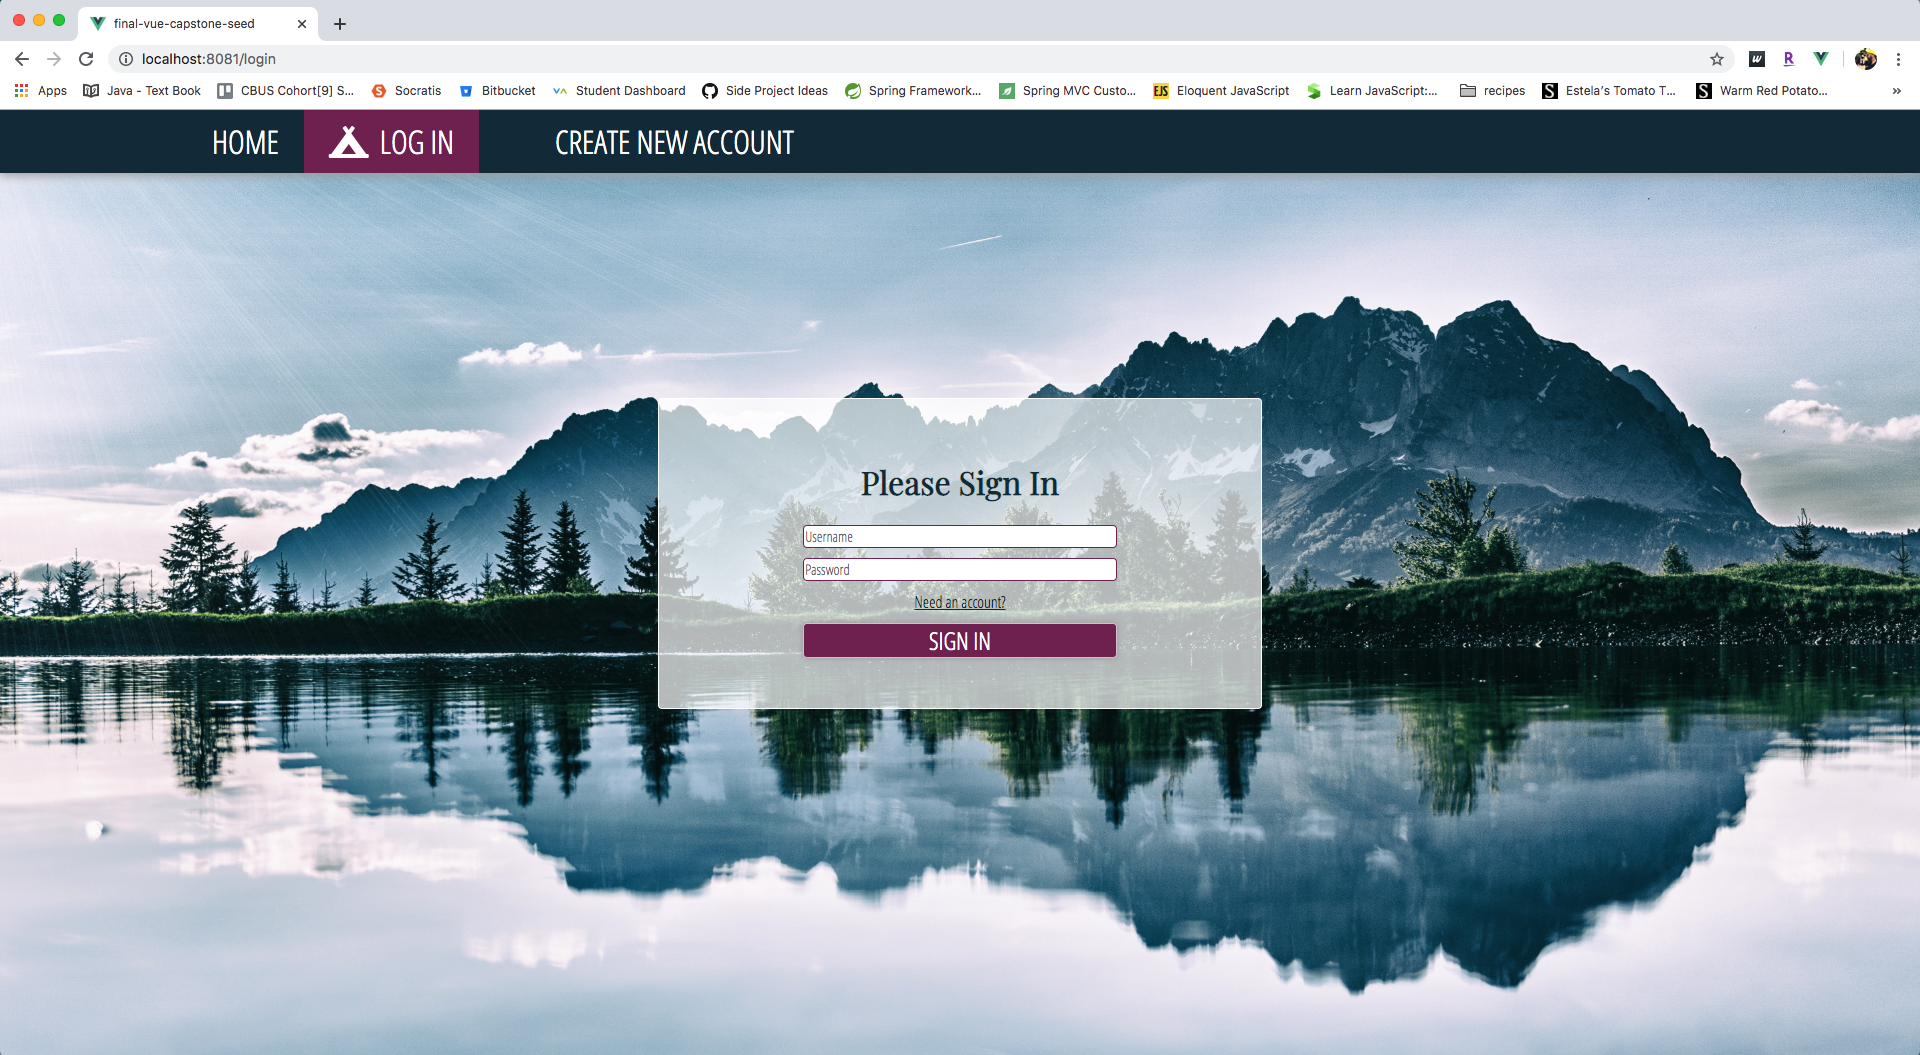 final-vue-capstone-seed
localhost:8081/login
Apps Java - Text Book CBUS Cohort[9] S... Socratis Bitbucket Student Dashboard Side Project Ideas Spring Framework... Spring MVC Custo... EJS Eloquent JavaScript Learn JavaScript:... recipes S Estela's Tomato T... S Warm Red Potato... »
HOME LOG IN CREATE NEW ACCOUNT
Please Sign In
Username
Password
Need an account?
SIGN IN